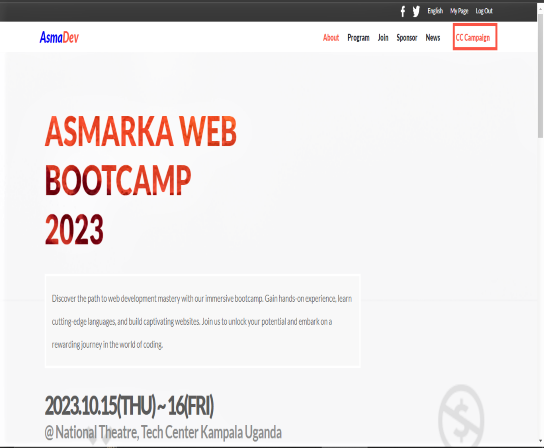 English My Page Log Out
AsmaDev
About Program Join Sponsor News CC Campaign
ASMARKA WEB
BOOTCAMP
2023
Discover the path to web development mastery with our immersive bootcamp. Gain hands-on experience, learn
cutting-edge languages, and build captivating websites. Join us to unlock your potential and embark on a
rewarding journey in the world of coding.
2023.10.15(THU) ~ 16(FRI)
@ National Theatre, Tech Center Kampala Uganda